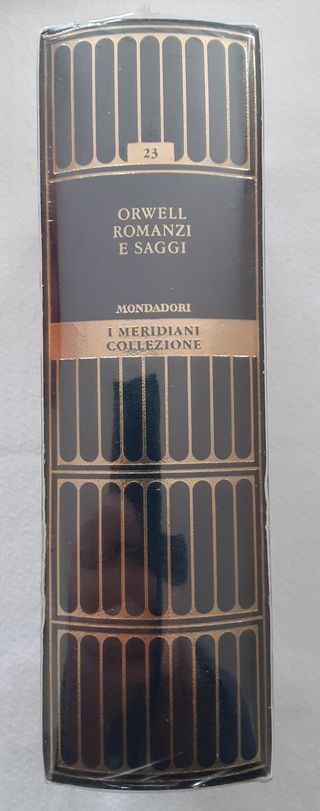 23
ORWELL
ROMANZI
E SAGGI
MONDADORI
I MERIDIANI
COLLEZIONE